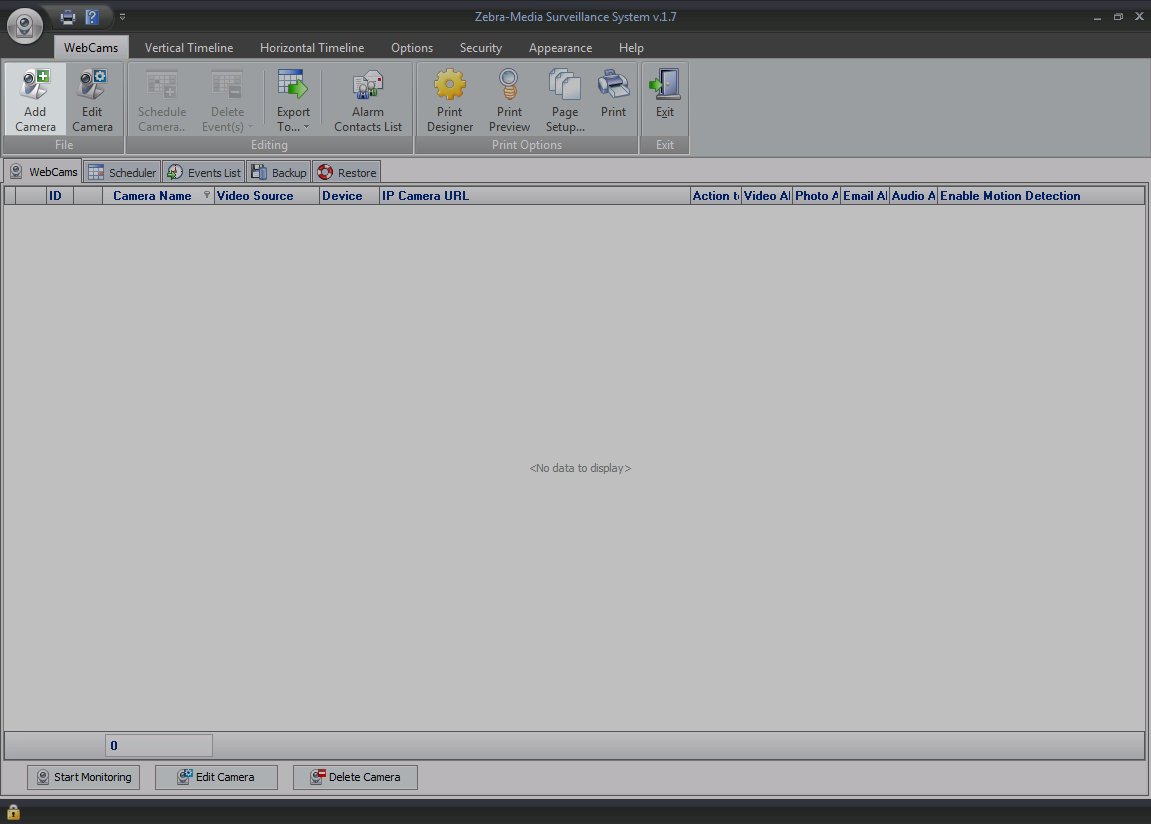 Zebra-Media Surveillance System v.1.7
WebCams Vertical Timeline Horizontal Timeline Options Security Appearance Help
Add Camera Edit Camera Schedule Camera.. Delete Event(s) Export To... Alarm Contacts List Print Designer Print Preview Page Setup... Print Exit
File Editing Print Options Exit
WebCams Scheduler Events List Backup Restore
ID Camera Name Video Source Device IP Camera URL Action t Video Al Photo A Email Al Audio A Enable Motion Detection
<No data to display>
0
Start Monitoring Edit Camera Delete Camera